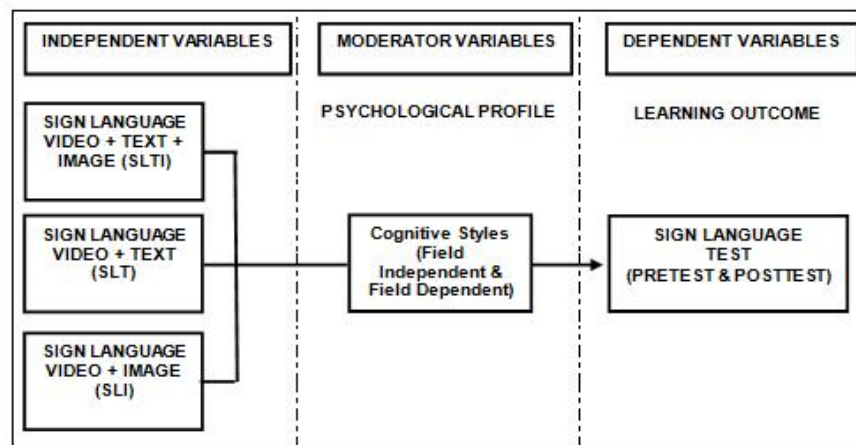 INDEPENDENT VARIABLES
MODERATOR VARIABLES
DEPENDENT VARIABLES
PSYCHOLOGICAL PROFILE
LEARNING OUTCOME
SIGN LANGUAGE
VIDEO + TEXT +
IMAGE (SLTI)
SIGN LANGUAGE
VIDEO + TEXT
(SLT)
SIGN LANGUAGE
VIDEO + IMAGE
(SLI)
Cognitive Styles
(Field
Independent &
Field Dependent)
SIGN LANGUAGE
TEST
(PRETEST & POSTTEST)